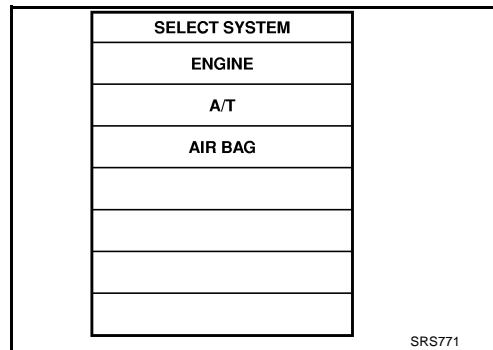 SELECT SYSTEM
ENGINE
A/T
AIR BAG
SRS771